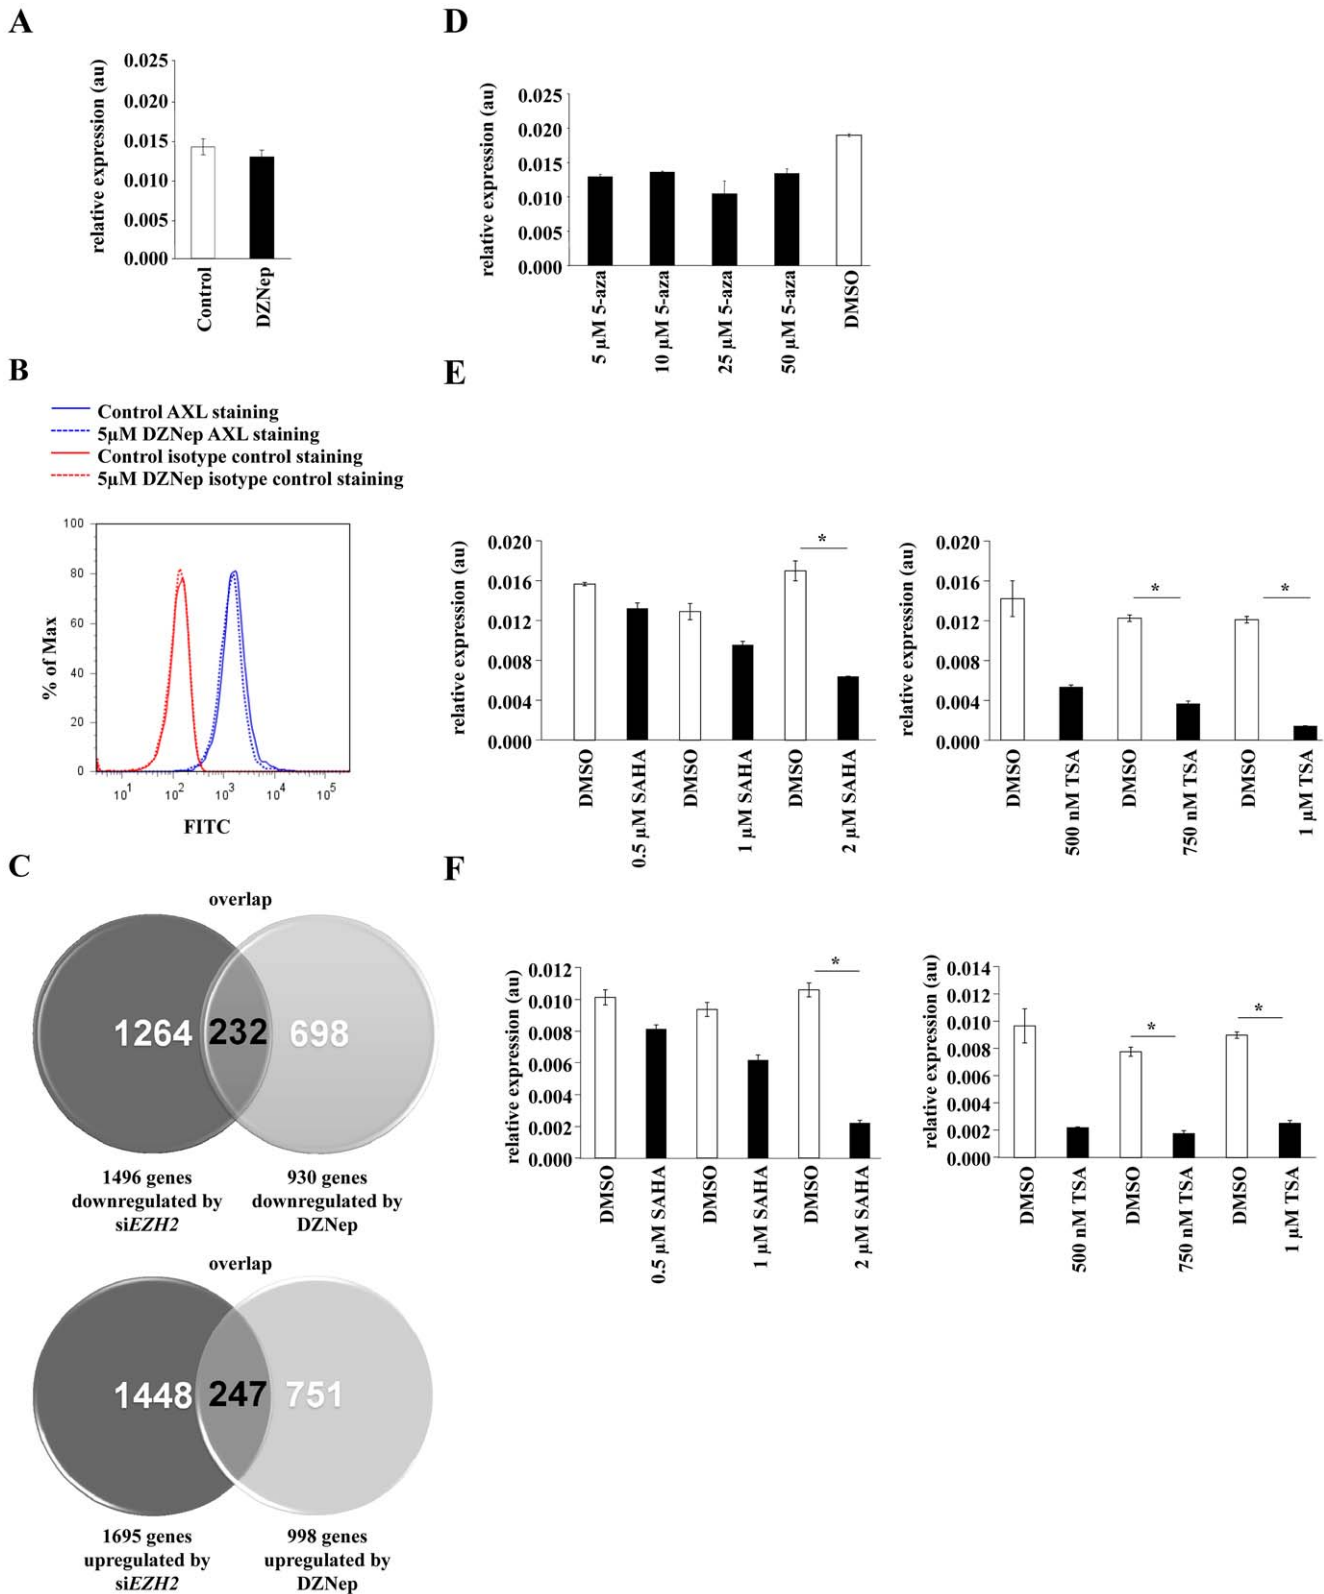 A
relative expression (au)
0.025
0.020
0.015
0.010
0.005
0.000
Control
DZNep
B
Control AXL staining
5µM DZNep AXL staining
Control isotype control staining
5µM DZNep isotype control staining
% of Max
100
80
60
40
20
0
10¹ 10² 10³ 10⁴ 10⁵
FITC
C
overlap
1264 232 698
1496 genes
downregulated by
siEZH2
930 genes
downregulated by
DZNep
overlap
1448 247 751
1695 genes
upregulated by
siEZH2
998 genes
upregulated by
DZNep
D
relative expression (au)
0.025
0.020
0.015
0.010
0.005
0.000
5 µM 5-aza
10 µM 5-aza
25 µM 5-aza
50 µM 5-aza
DMSO
E
relative expression (au)
0.020
0.016
0.012
0.008
0.004
0.000
*
DMSO
0.5 µM SAHA
DMSO
1 µM SAHA
DMSO
2 µM SAHA
relative expression (au)
0.020
0.016
0.012
0.008
0.004
0.000
*
*
DMSO
500 nM TSA
DMSO
750 nM TSA
DMSO
1 µM TSA
F
relative expression (au)
0.012
0.010
0.008
0.006
0.004
0.002
0.000
*
DMSO
0.5 µM SAHA
DMSO
1 µM SAHA
DMSO
2 µM SAHA
relative expression (au)
0.014
0.012
0.010
0.008
0.006
0.004
0.002
0.000
*
*
DMSO
500 nM TSA
DMSO
750 nM TSA
DMSO
1 µM TSA